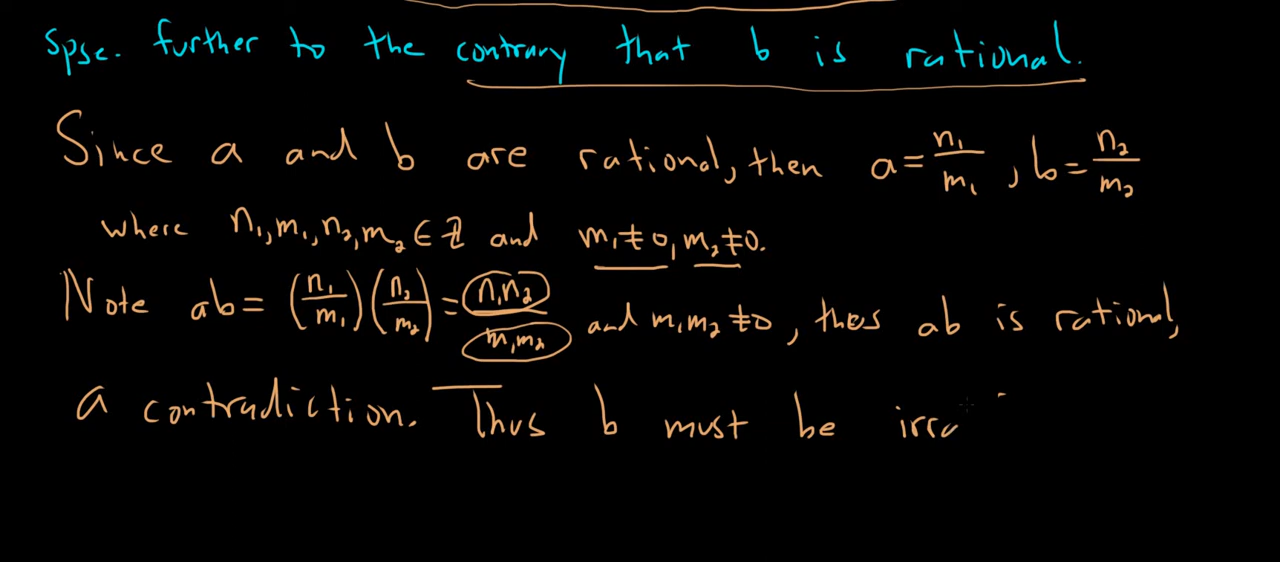 Spse. further to the contrary that b is rational.
Since a and b are rational, then a = n₁/m₁, b = n₂/m₂
where n₁, m₁, n₂, m₂ ∈ ℤ and m₁ ≠ 0, m₂ ≠ 0.
Note ab = (n₁/m₁)(n₂/m₂) = n₁n₂/m₁m₂ and m₁m₂ ≠ 0, thus ab is rational,
a contradiction. Thus b must be irra